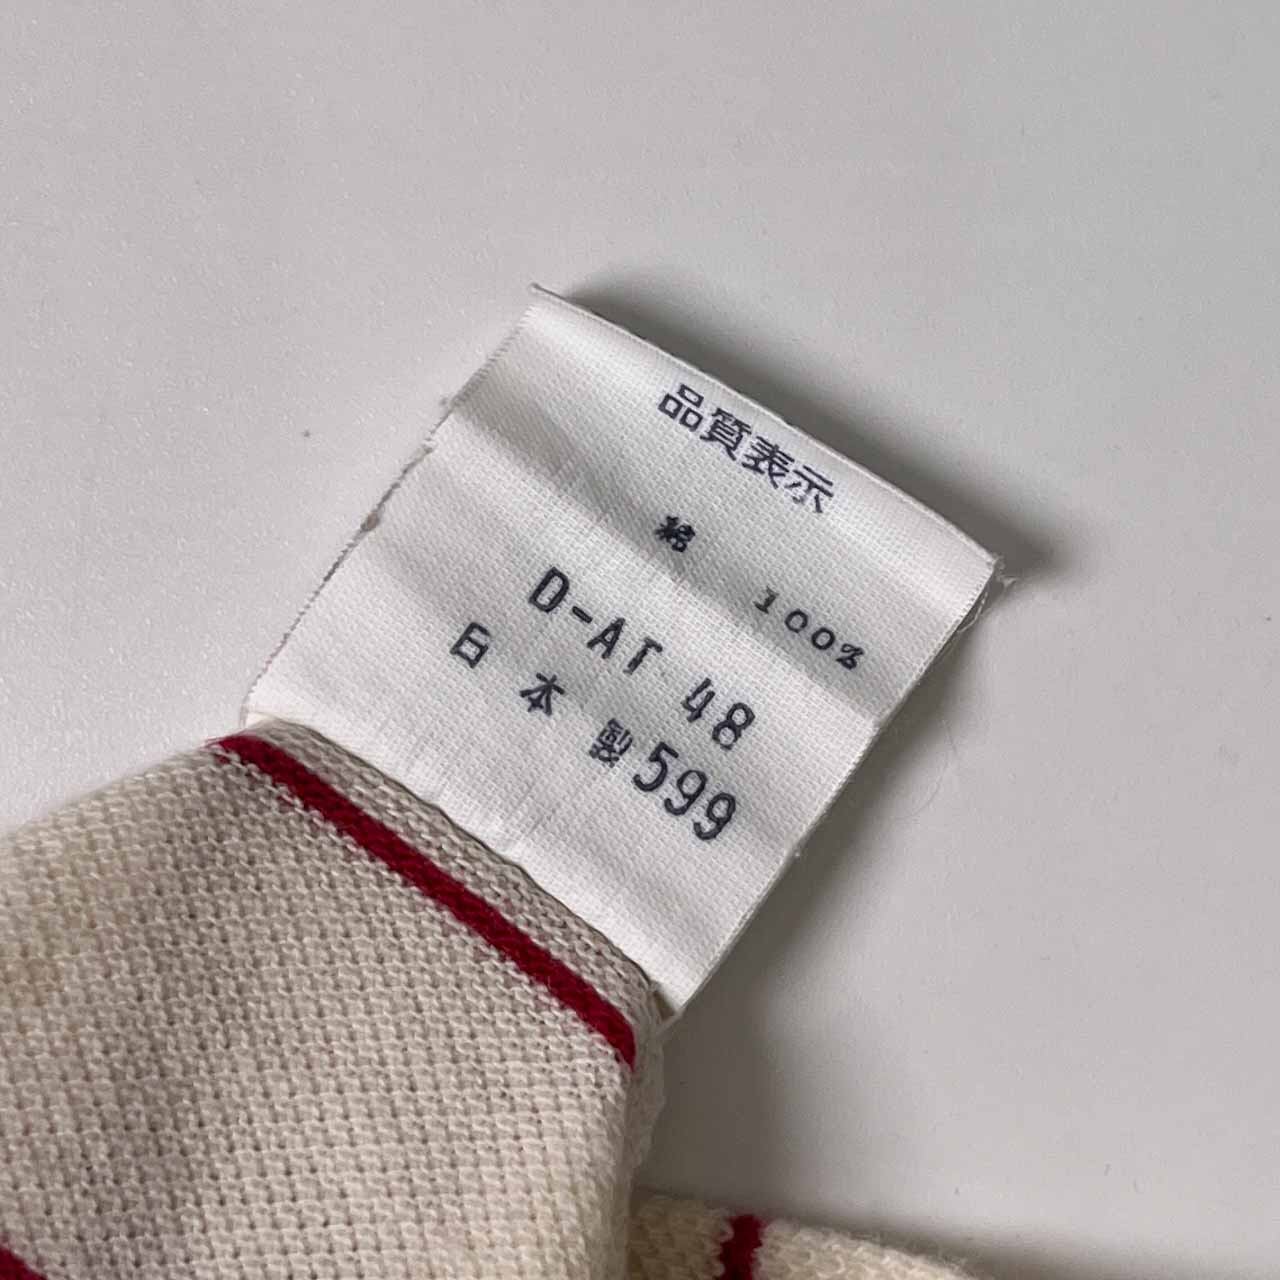 品質表示
綿 100%
D-AT 48
日本製 599